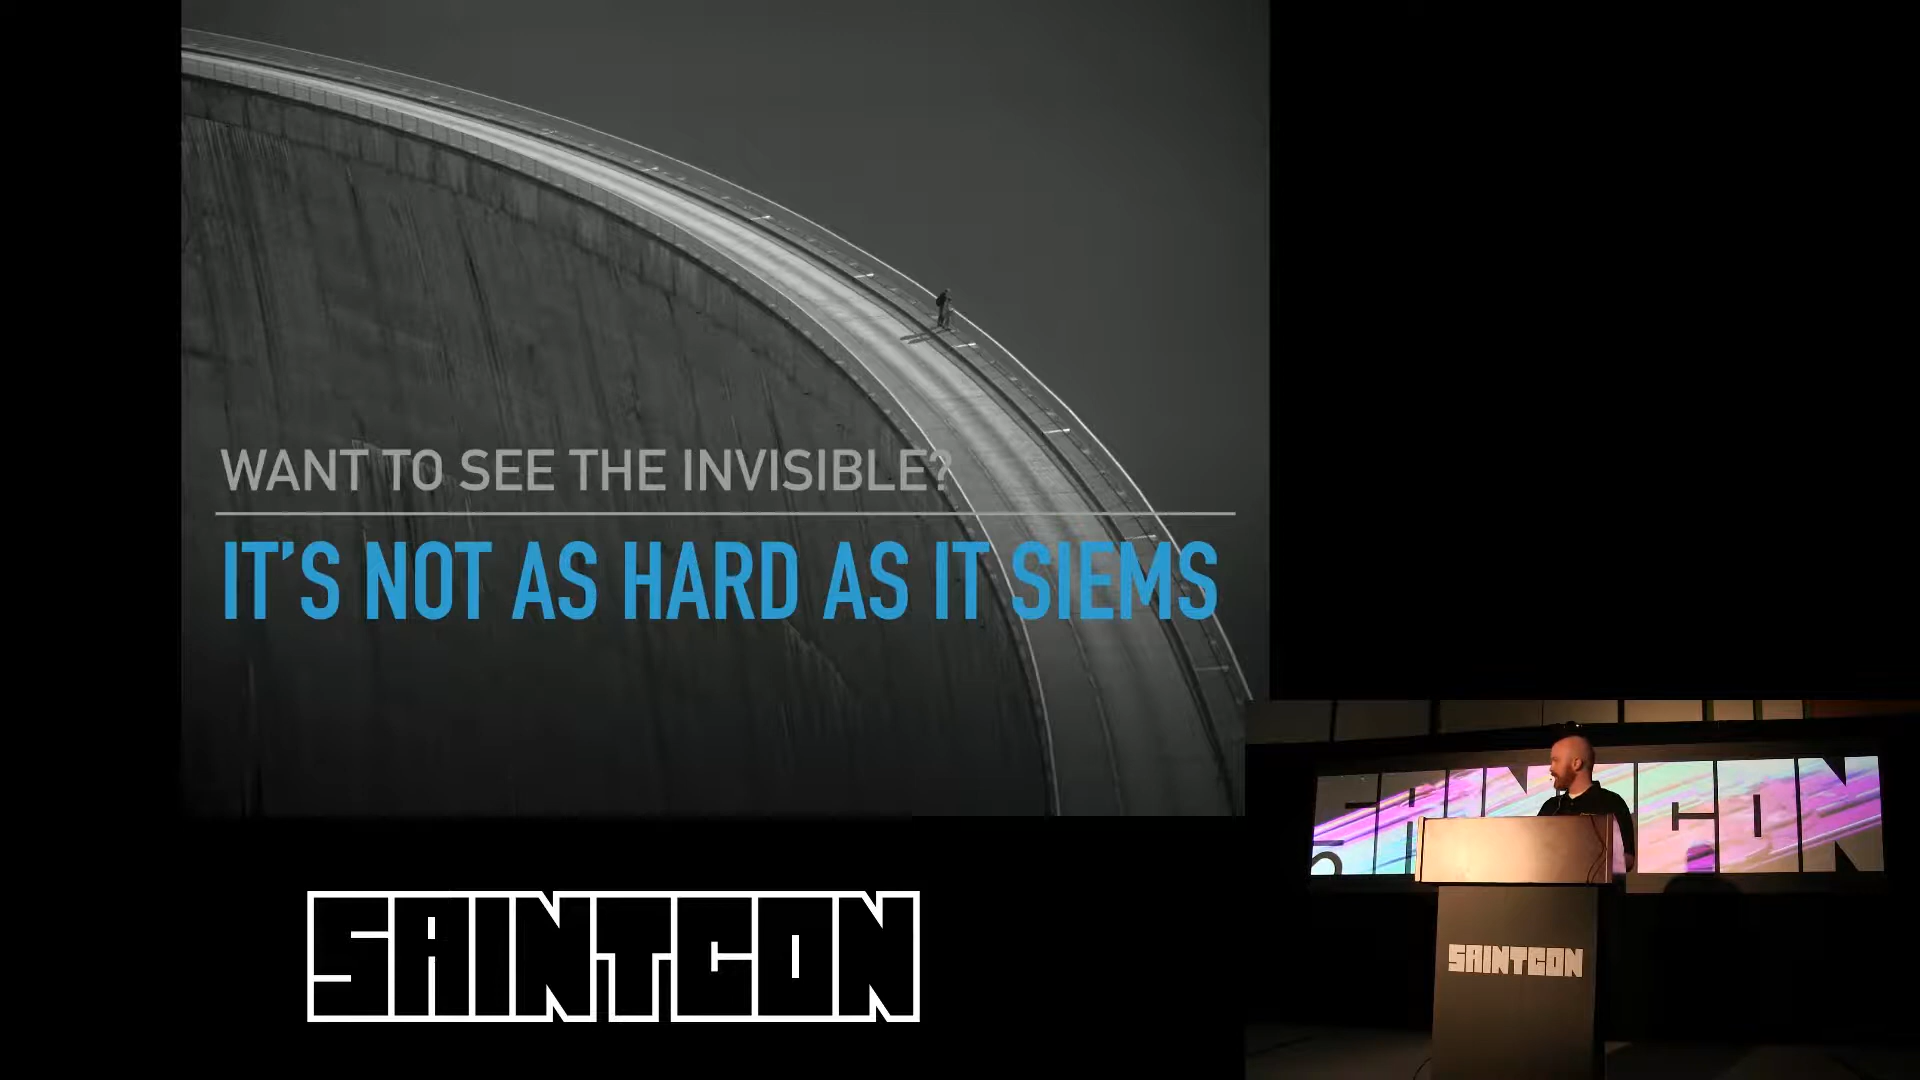 WANT TO SEE THE INVISIBLE?
IT'S NOT AS HARD AS IT SIEMS
SAINTCON
SAINTCON
SAINTCON